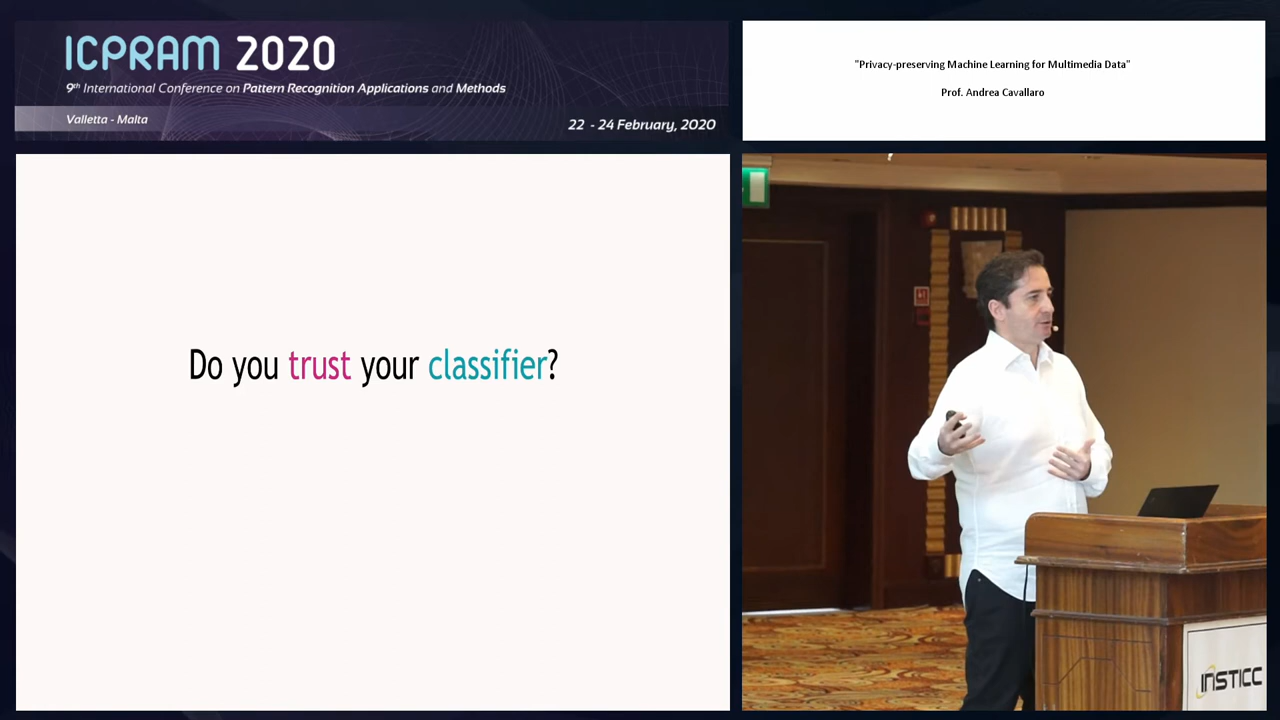 ICPRAM 2020
9th International Conference on Pattern Recognition Applications and Methods
Valletta - Malta
22 - 24 February, 2020
"Privacy-preserving Machine Learning for Multimedia Data"
Prof. Andrea Cavallaro
Do you trust your classifier?
INSTICC